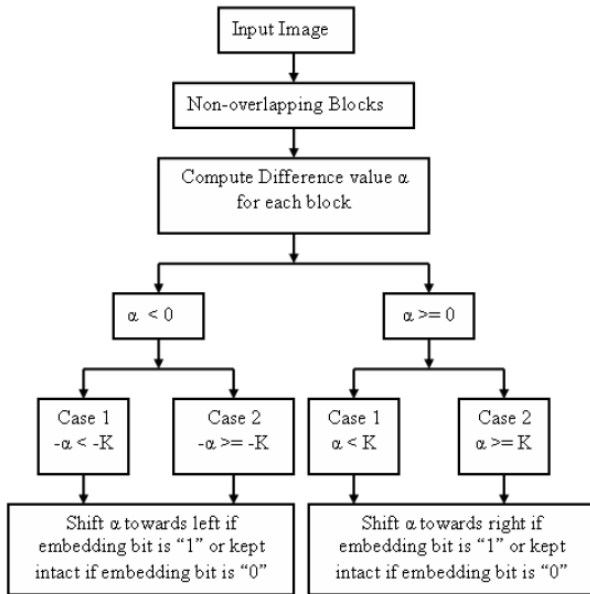 Input Image
Non-overlapping Blocks
Compute Difference value α
for each block
α < 0
α >= 0
Case 1
-α < -K
Case 2
-α >= -K
Case 1
α < K
Case 2
α >= K
Shift α towards left if
embedding bit is “1” or kept
intact if embedding bit is “0”
Shift α towards right if
embedding bit is “1” or kept
intact if embedding bit is “0”